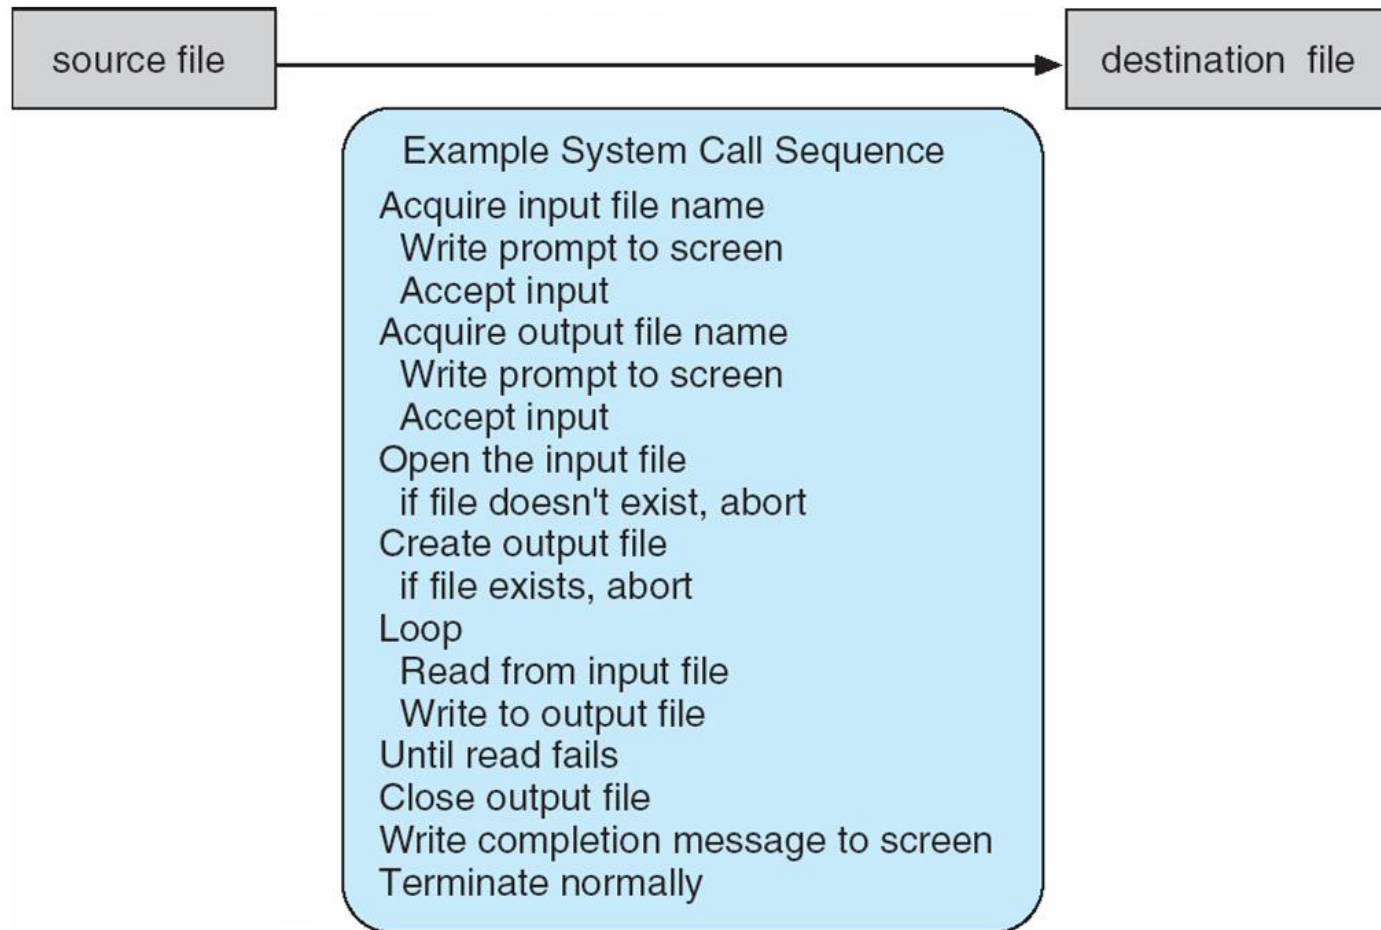 source file
destination file
Example System Call Sequence
Acquire input file name
Write prompt to screen
Accept input
Acquire output file name
Write prompt to screen
Accept input
Open the input file
if file doesn't exist, abort
Create output file
if file exists, abort
Loop
Read from input file
Write to output file
Until read fails
Close output file
Write completion message to screen
Terminate normally